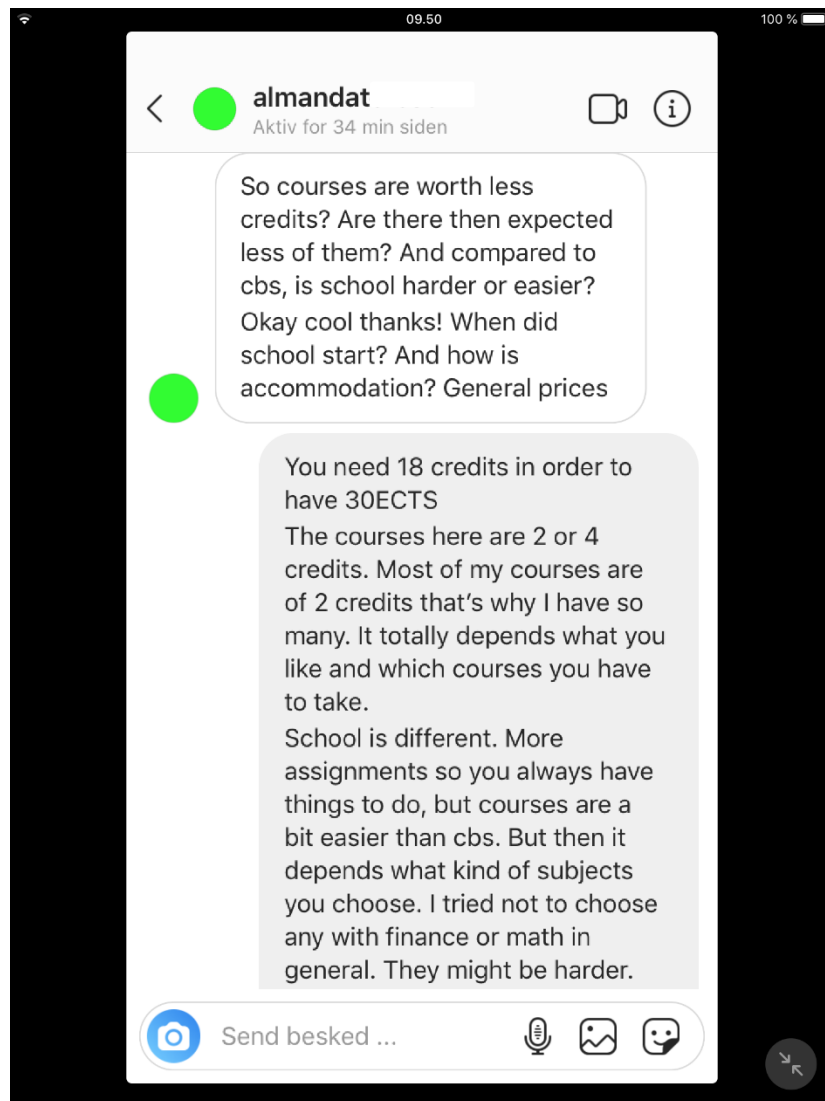 09.50
100 %
almandat
Aktiv for 34 min siden
So courses are worth less
credits? Are there then expected
less of them? And compared to
cbs, is school harder or easier?
Okay cool thanks! When did
school start? And how is
accommodation? General prices
You need 18 credits in order to
have 30ECTS
The courses here are 2 or 4
credits. Most of my courses are
of 2 credits that’s why I have so
many. It totally depends what you
like and which courses you have
to take.
School is different. More
assignments so you always have
things to do, but courses are a
bit easier than cbs. But then it
depends what kind of subjects
you choose. I tried not to choose
any with finance or math in
general. They might be harder.
Send besked ...